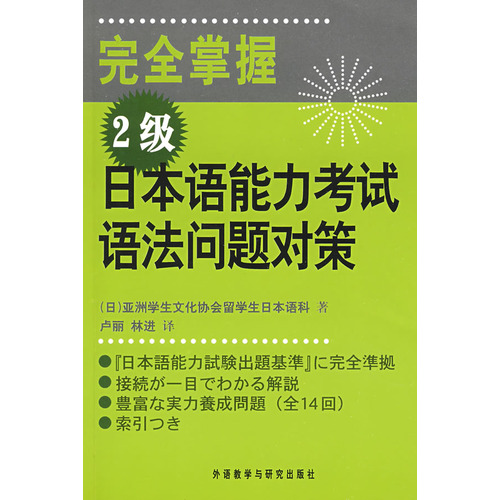 完全掌握
2级
日本语能力考试
语法问题对策
(日)亚洲学生文化协会留学生日本语科 著
卢丽 林进 译
●『日本語能力試験出題基準』に完全準拠
●接続が一目でわかる解説
●豊富な実力養成問題（全14回）
●索引つき
外语教学与研究出版社